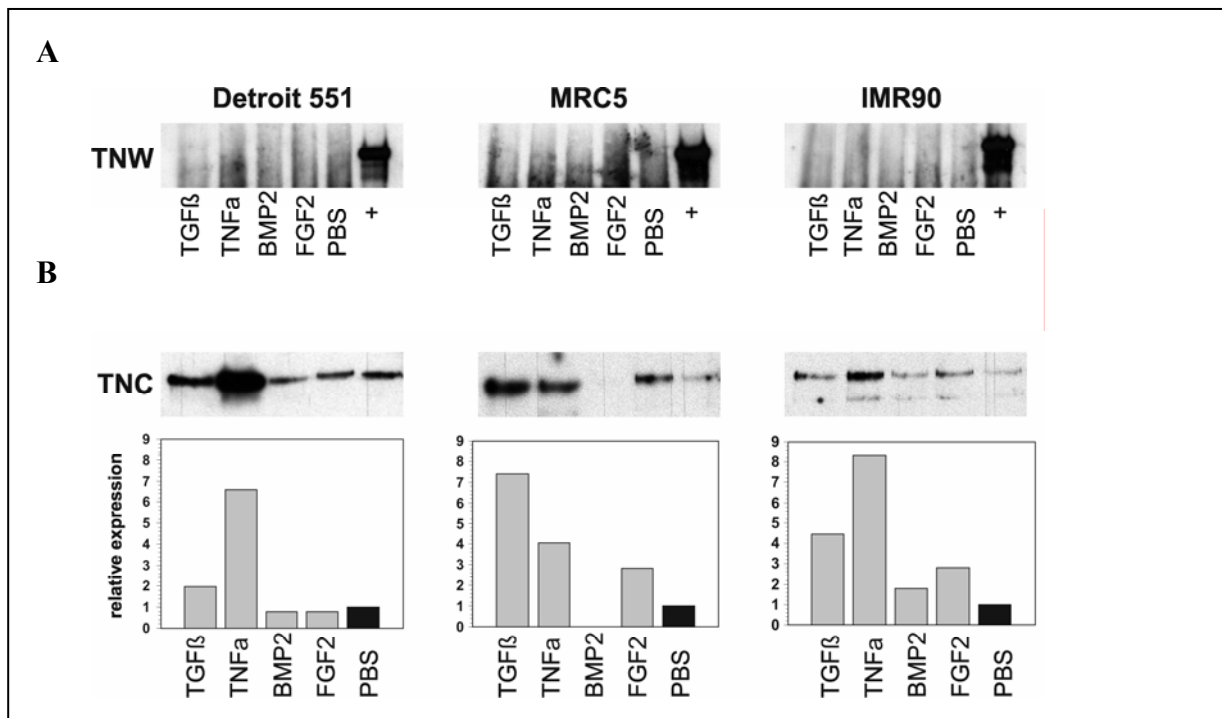 A
Detroit 551 MRC5 IMR90
TNW
TGFß TNFa BMP2 FGF2 PBS + TGFß TNFa BMP2 FGF2 PBS + TGFß TNFa BMP2 FGF2 PBS +
B
TNC
relative expression
9 9 9
8 8 8
7 7 7
6 6 6
5 5 5
4 4 4
3 3 3
2 2 2
1 1 1
0 0 0
TGFß TNFa BMP2 FGF2 PBS TGFß TNFa BMP2 FGF2 PBS TGFß TNFa BMP2 FGF2 PBS